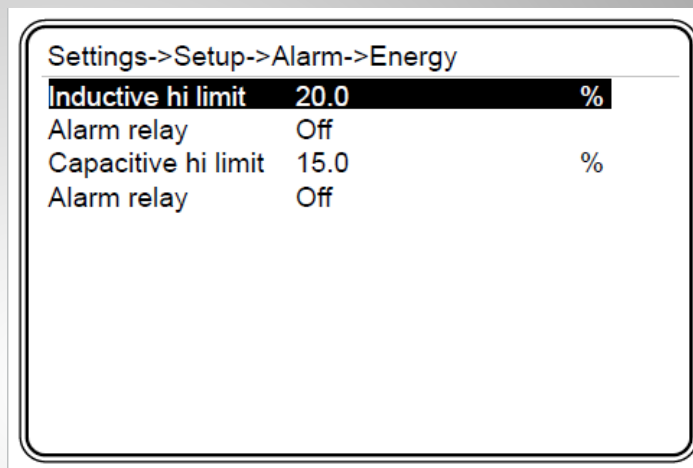 Settings->Setup->Alarm->Energy
Inductive hi limit 20.0 %
Alarm relay Off
Capacitive hi limit 15.0 %
Alarm relay Off